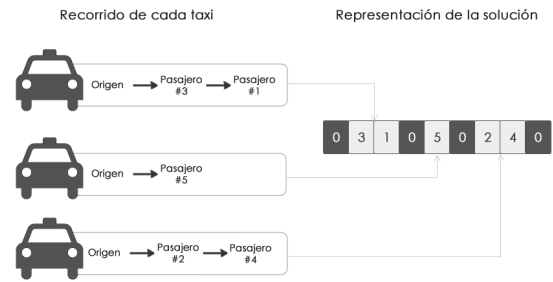 Recorrido de cada taxi
Representación de la solución
Origen
Pasajero
#3
Pasajero
#1
0 3 1 0 5 0 2 4 0
Origen
Pasajero
#5
Origen
Pasajero
#2
Pasajero
#4